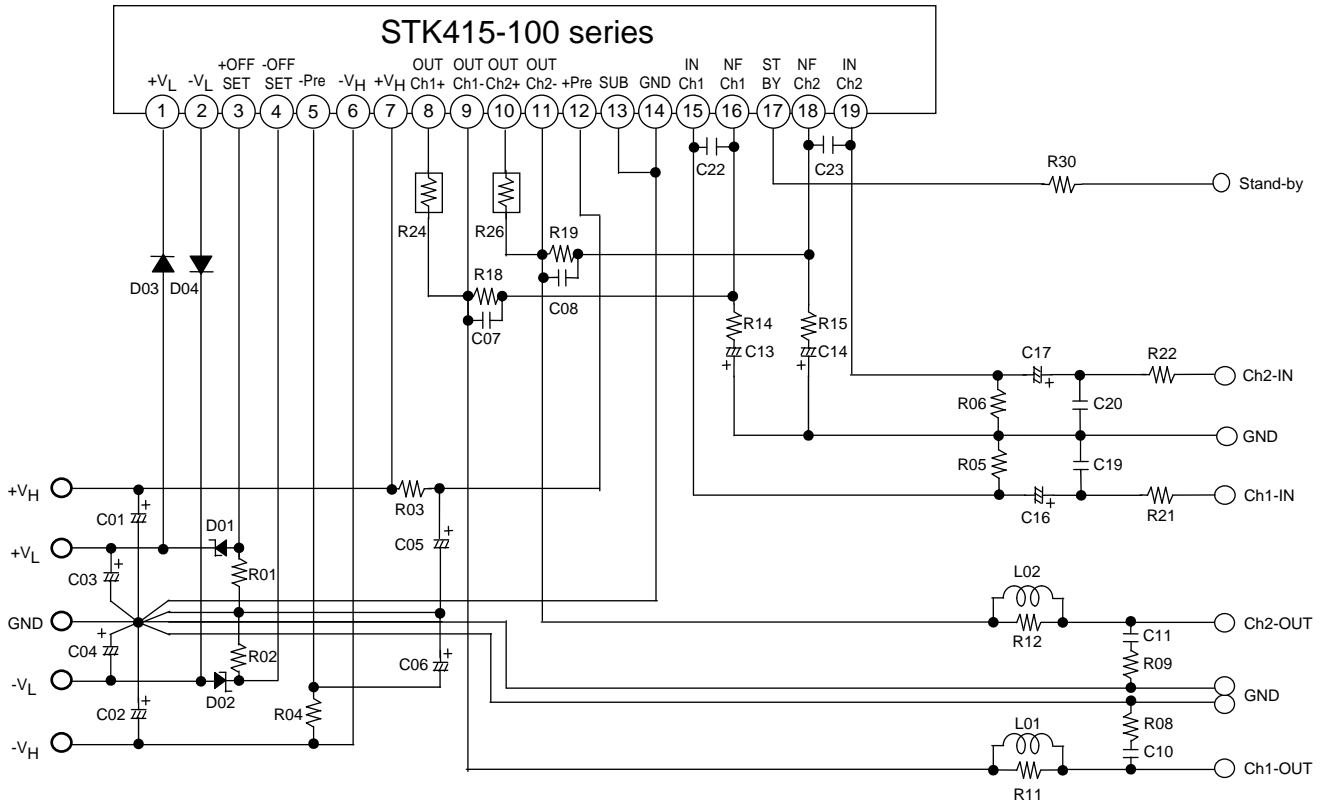 STK415-100 series
+VL
-VL
+OFF SET
-OFF SET
-Pre
-VH
+VH
OUT Ch1+
OUT Ch1-
OUT Ch2+
OUT Ch2-
+Pre
SUB
GND
IN Ch1
NF Ch1
ST BY
NF Ch2
IN Ch2
1 2 3 4 5 6 7 8 9 10 11 12 13 14 15 16 17 18 19
C22
C23
R30
Stand-by
R24
R26
R19
D03
D04
R18
C08
C07
R14
R15
C13
+
C14
+
C17
+
R22
Ch2-IN
R06
C20
GND
R05
C19
+VH
R03
C16
+
R21
Ch1-IN
C01
+
D01
+VL
C05
+
C03
+
R01
L02
GND
R12
Ch2-OUT
C04
+
R02
C06
+
C11
R09
-VL
D02
GND
C02
+
R04
L01
R08
C10
-VH
R11
Ch1-OUT